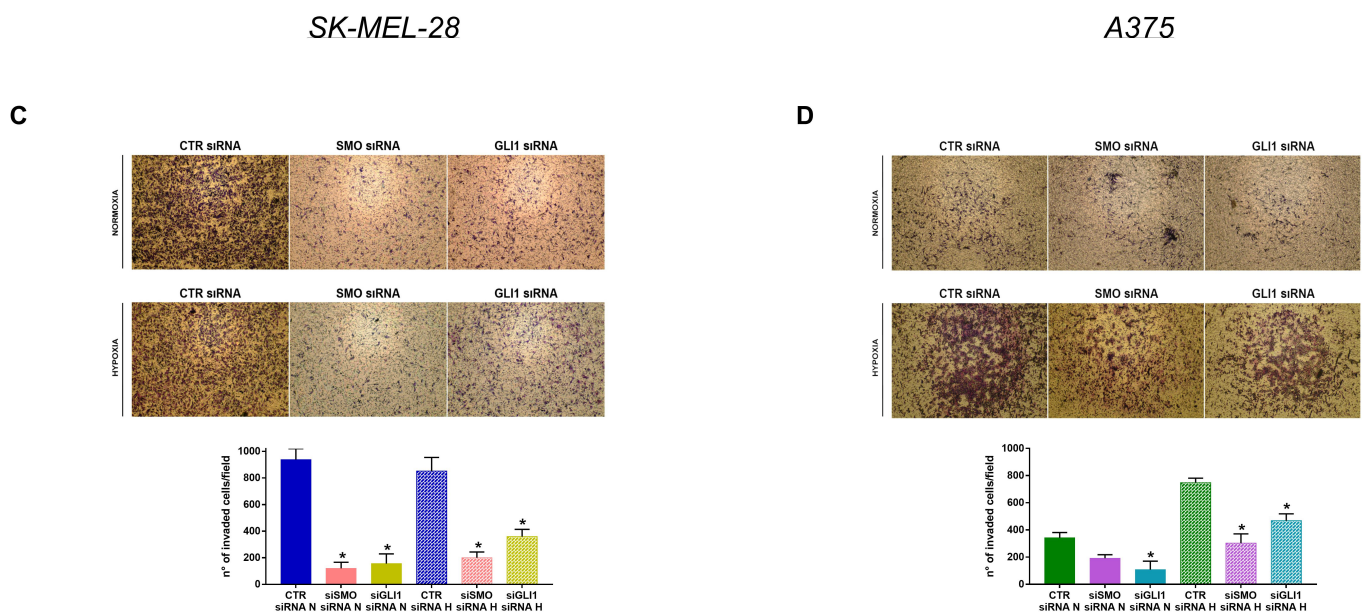 SK-MEL-28
A375
C
CTR siRNA SMO siRNA GLI1 siRNA
NORMOXIA
CTR siRNA SMO siRNA GLI1 siRNA
HYPOXIA
n° of invaded cells/field
1000
800
600
400
200
0
* * * *
CTR siRNA N
siSMO siRNA N
siGLI1 siRNA N
CTR siRNA H
siSMO siRNA H
siGLI1 siRNA H
D
CTR siRNA SMO siRNA GLI1 siRNA
NORMOXIA
CTR siRNA SMO siRNA GLI1 siRNA
HYPOXIA
n° of invaded cells/field
1000
800
600
400
200
0
* * *
CTR siRNA N
siSMO siRNA N
siGLI1 siRNA N
CTR siRNA H
siSMO siRNA H
siGLI1 siRNA H